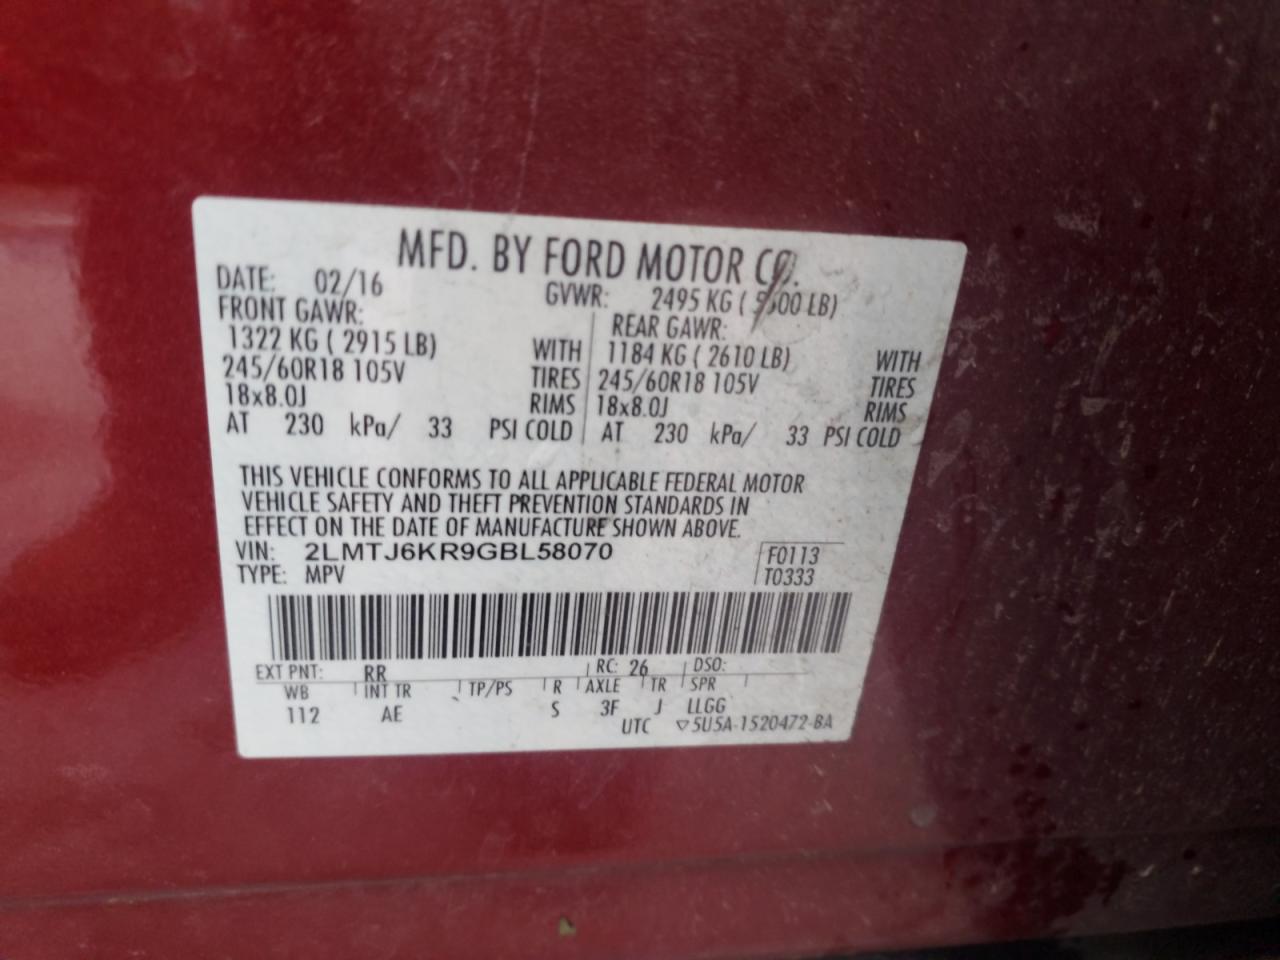 MFD. BY FORD MOTOR CO.
DATE: 02/16 GVWR: 2495 KG ( 5500 LB)
FRONT GAWR: REAR GAWR:
1322 KG ( 2915 LB) WITH 1184 KG ( 2610 LB) WITH
245/60R18 105V TIRES 245/60R18 105V TIRES
18x8.0J RIMS 18x8.0J RIMS
AT 230 kPa/ 33 PSI COLD AT 230 kPa/ 33 PSI COLD
THIS VEHICLE CONFORMS TO ALL APPLICABLE FEDERAL MOTOR
VEHICLE SAFETY AND THEFT PREVENTION STANDARDS IN
EFFECT ON THE DATE OF MANUFACTURE SHOWN ABOVE.
VIN: 2LMTJ6KR9GBL58070 F0113
TYPE: MPV T0333
EXT PNT: RR RC: 26 DSO:
WB INT TR TP/PS R AXLE TR SPR
112 AE S 3F J LLGG
UTC ▽5U5A-1520472-BA